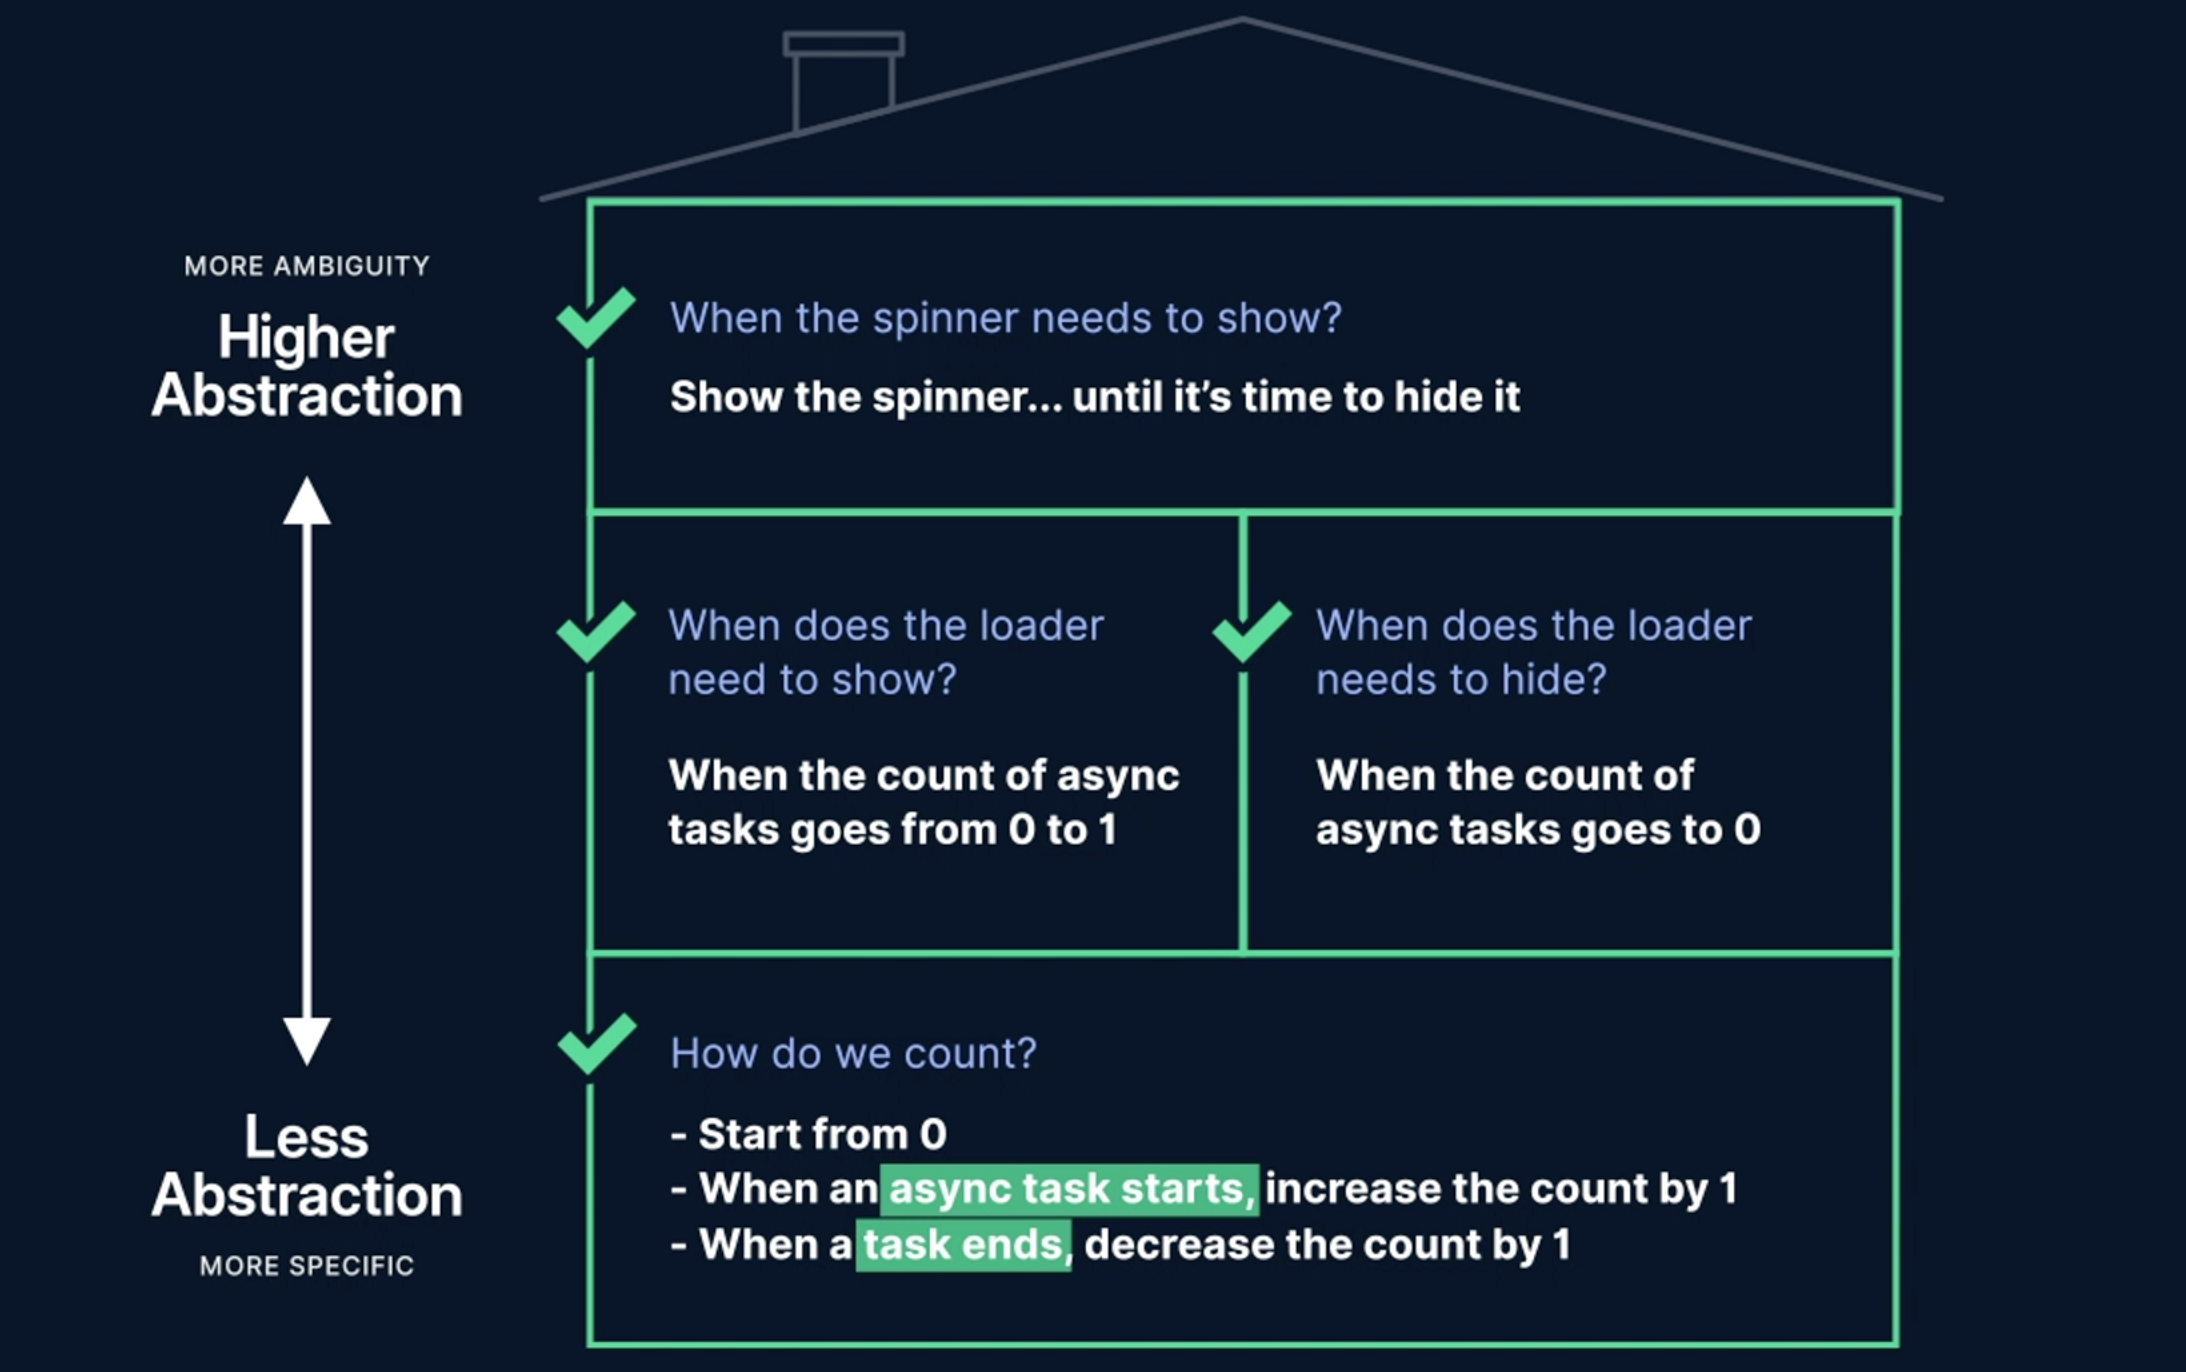 MORE AMBIGUITY
Higher
Abstraction
Less
Abstraction
MORE SPECIFIC
When the spinner needs to show?
Show the spinner... until it’s time to hide it
When does the loader
need to show?
When the count of async
tasks goes from 0 to 1
When does the loader
needs to hide?
When the count of
async tasks goes to 0
How do we count?
- Start from 0
- When an async task starts, increase the count by 1
- When a task ends, decrease the count by 1